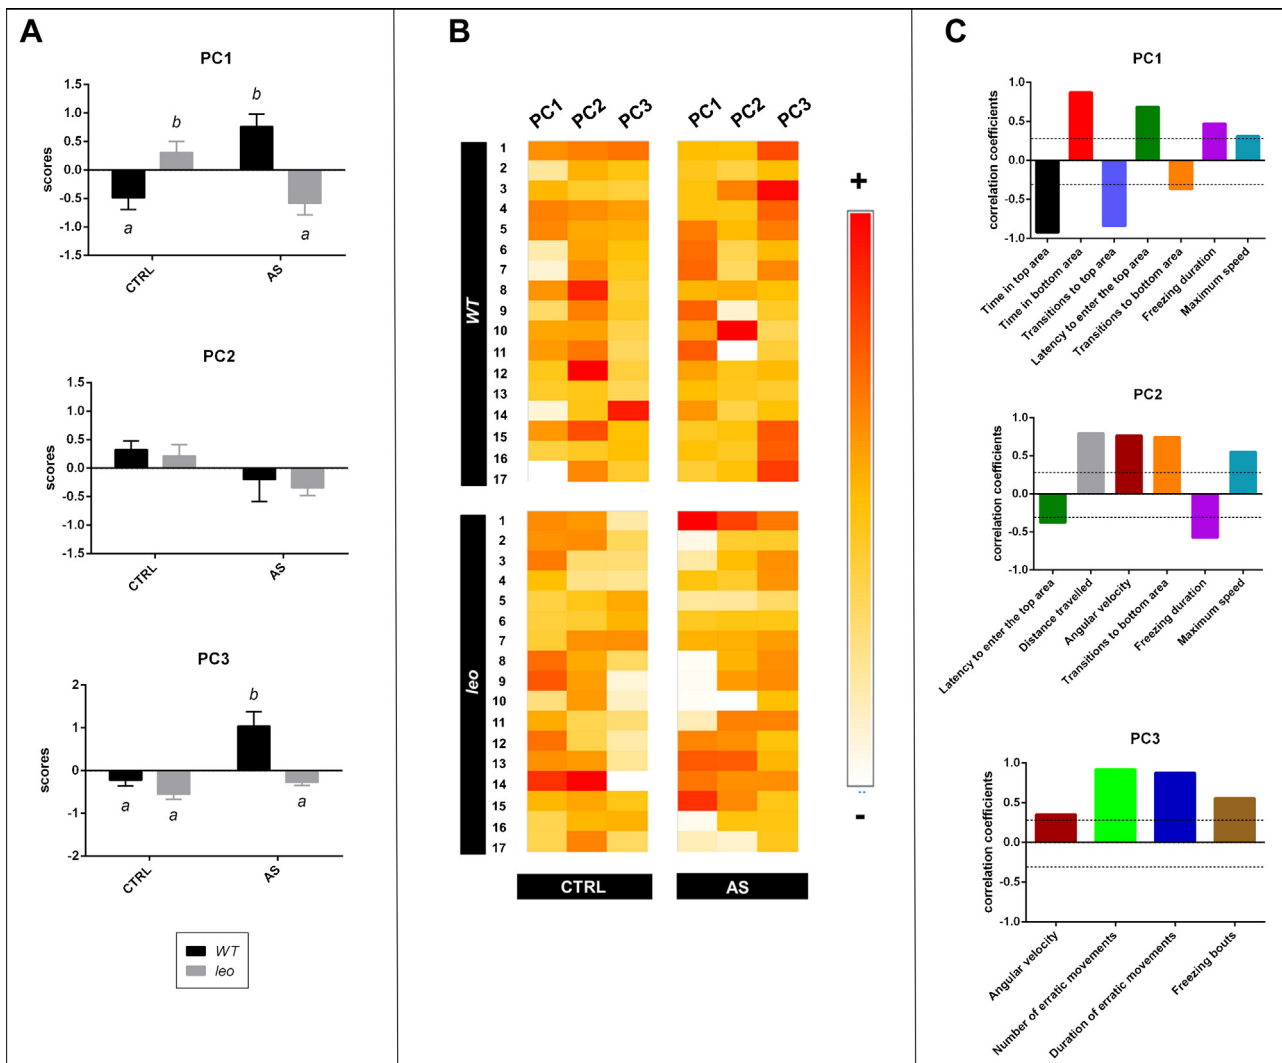 A
PC1
scores
1.5
1.0
0.5
0.0
-0.5
-1.0
-1.5
a
b
b
a
CTRL
AS
PC2
scores
1.5
1.0
0.5
0.0
-0.5
-1.0
-1.5
CTRL
AS
PC3
scores
2
1
0
-1
-2
a
a
b
a
CTRL
AS
WT
leo
B
PC1 PC2 PC3 PC1 PC2 PC3
WT
1
2
3
4
5
6
7
8
9
10
11
12
13
14
15
16
17
leo
1
2
3
4
5
6
7
8
9
10
11
12
13
14
15
16
17
CTRL AS
+
-
C
PC1
correlation coefficients
1.0
0.5
0.0
-0.5
-1.0
Time in top area
Time in bottom area
Transitions to top area
Latency to enter the top area
Transitions to bottom area
Freezing duration
Maximum speed
PC2
correlation coefficients
1.0
0.5
0.0
-0.5
-1.0
Latency to enter the top area
Distance travelled
Angular velocity
Transitions to bottom area
Freezing duration
Maximum speed
PC3
correlation coefficients
1.0
0.5
0.0
-0.5
-1.0
Angular velocity
Number of erratic movements
Duration of erratic movements
Freezing bouts